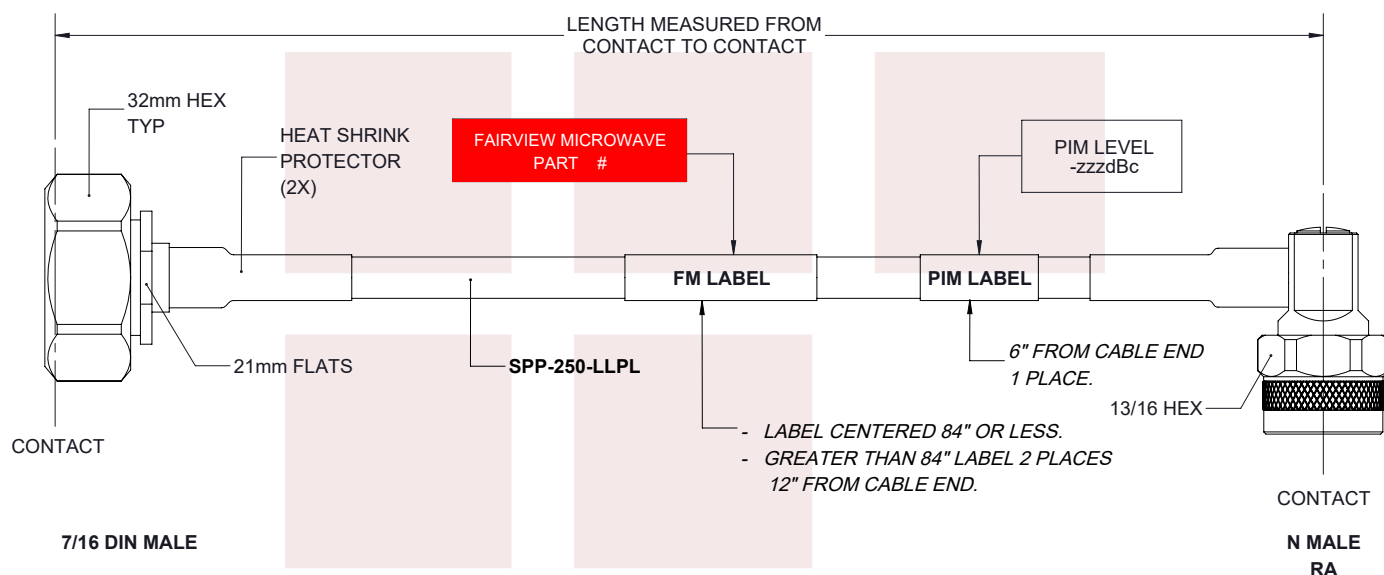 LENGTH MEASURED FROM
CONTACT TO CONTACT
32mm HEX
TYP
HEAT SHRINK
PROTECTOR
(2X)
FAIRVIEW MICROWAVE
PART #
PIM LEVEL
-zzzdBc
FM LABEL
PIM LABEL
21mm FLATS
SPP-250-LLPL
6" FROM CABLE END
1 PLACE.
13/16 HEX
- LABEL CENTERED 84" OR LESS.
- GREATER THAN 84" LABEL 2 PLACES
12" FROM CABLE END.
CONTACT
CONTACT
7/16 DIN MALE
N MALE
RA